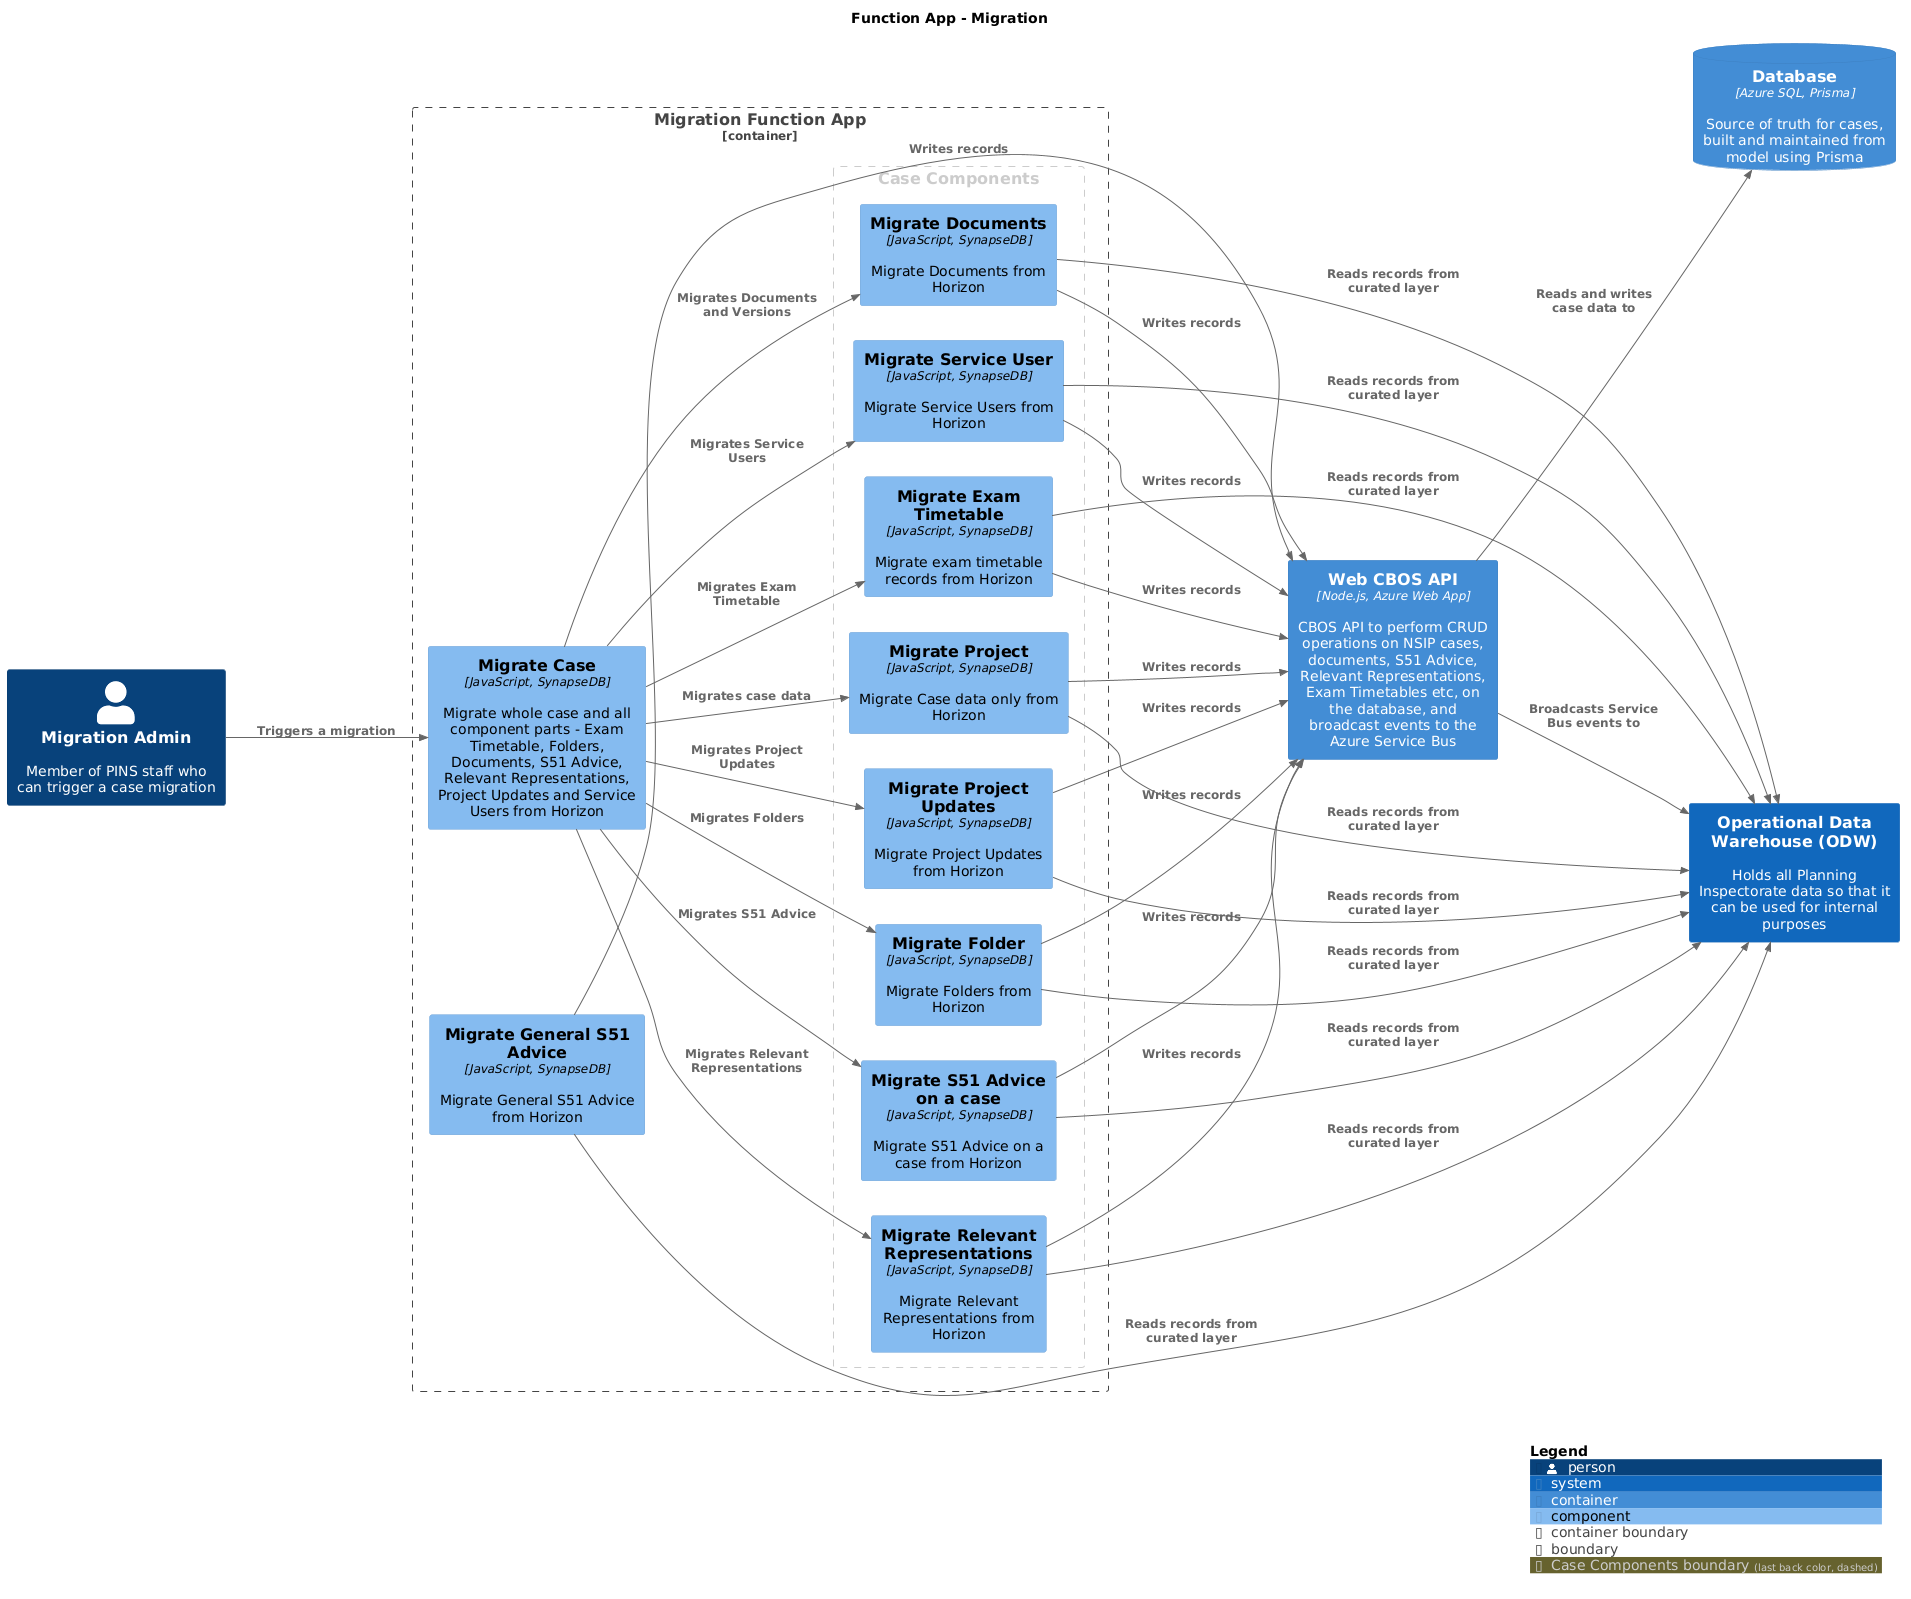 Function App - Migration
Database
[Azure SQL, Prisma]
Source of truth for cases,
built and maintained from
model using Prisma
Migration Function App
[container]
Writes records
Case Components
Migrate Documents
[JavaScript, SynapseDB]
Migrate Documents from
Horizon
Migrates Documents
and Versions
Reads records from
curated layer
Reads and writes
case data to
Writes records
Migrate Service User
[JavaScript, SynapseDB]
Migrate Service Users from
Horizon
Reads records from
curated layer
Migrates Service
Users
Writes records
Reads records from
curated layer
Migrate Exam
Timetable
[JavaScript, SynapseDB]
Migrate exam timetable
records from Horizon
Migrates Exam
Timetable
Writes records
Web CBOS API
[Node.js, Azure Web App]
CBOS API to perform CRUD
operations on NSIP cases,
documents, S51 Advice,
Relevant Representations,
Exam Timetables etc, on
the database, and
broadcast events to the
Azure Service Bus
Migrate Project
[JavaScript, SynapseDB]
Migrate Case data only from
Horizon
Migrates case data
Writes records
Migration Admin
Member of PINS staff who
can trigger a case migration
Triggers a migration
Migrate Case
[JavaScript, SynapseDB]
Migrate whole case and all
component parts - Exam
Timetable, Folders,
Documents, S51 Advice,
Relevant Representations,
Project Updates and Service
Users from Horizon
Migrates Project
Updates
Writes records
Broadcasts Service
Bus events to
Migrate Project
Updates
[JavaScript, SynapseDB]
Migrate Project Updates
from Horizon
Migrates Folders
Writes records
Reads records from
curated layer
Operational Data
Warehouse (ODW)
Holds all Planning
Inspectorate data so that it
can be used for internal
purposes
Migrates S51 Advice
Writes records
Reads records from
curated layer
Migrate Folder
[JavaScript, SynapseDB]
Migrate Folders from
Horizon
Reads records from
curated layer
Migrate General S51
Advice
[JavaScript, SynapseDB]
Migrate General S51 Advice
from Horizon
Migrates Relevant
Representations
Writes records
Reads records from
curated layer
Migrate S51 Advice
on a case
[JavaScript, SynapseDB]
Migrate S51 Advice on a
case from Horizon
Reads records from
curated layer
Migrate Relevant
Representations
[JavaScript, SynapseDB]
Migrate Relevant
Representations from
Horizon
Reads records from
curated layer
Legend
person
system
container
component
container boundary
boundary
Case Components boundary (last back color, dashed)